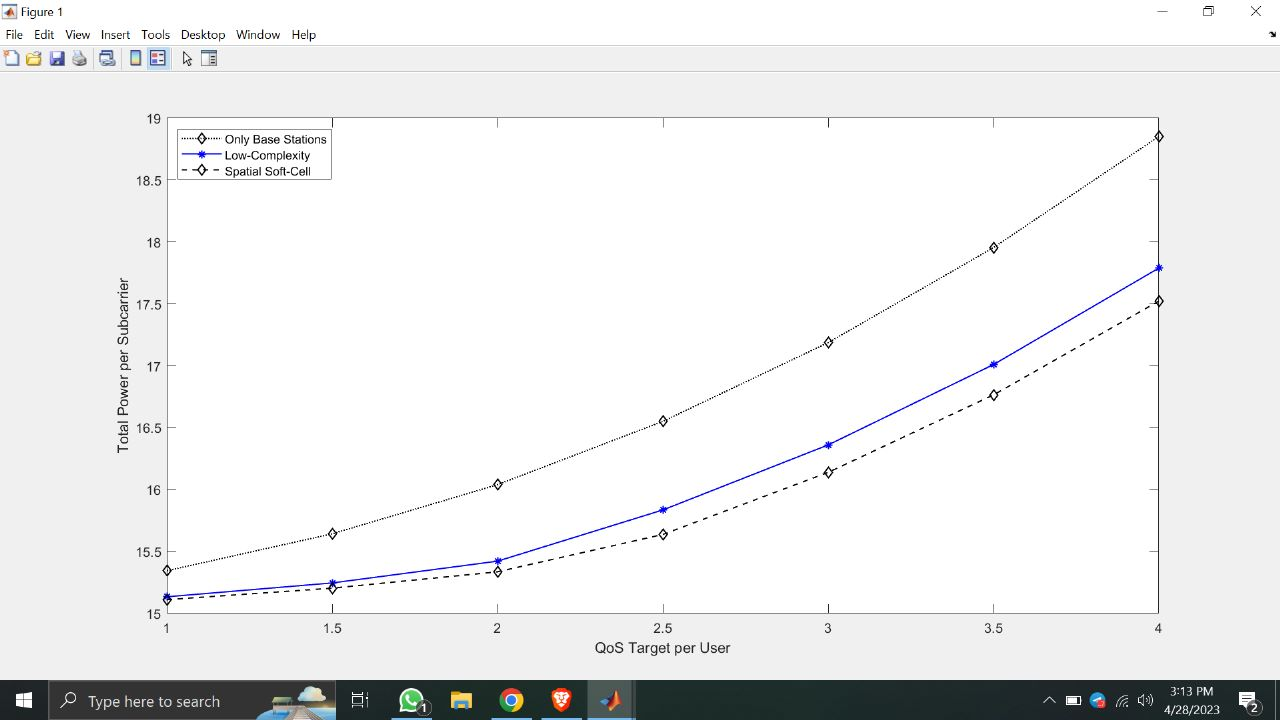 Figure 1
File Edit View Insert Tools Desktop Window Help
19
18.5
18
17.5
17
16.5
16
15.5
15
Total Power per Subcarrier
Only Base Stations
Low-Complexity
Spatial Soft-Cell
1 1.5 2 2.5 3 3.5 4
QoS Target per User
Type here to search
1
3:13 PM
4/28/2023
2